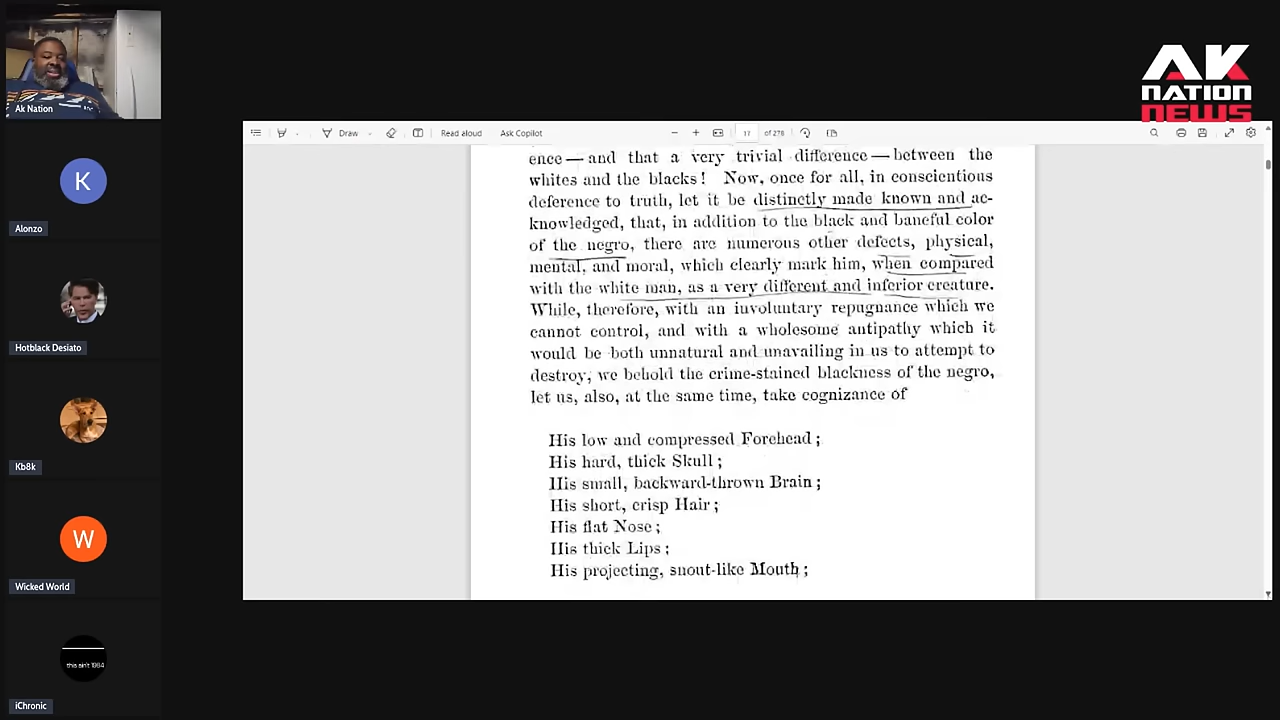 AK
NATION
NEWS
Ak Nation
K
Alonzo
Hotblack Desiato
Kb8k
W
Wicked World
this ain't 1984
iChronic
Draw
Read aloud
Ask Copilot
17 of 278
ence — and that a very trivial difference — between the
whites and the blacks! Now, once for all, in conscientious
deference to truth, let it be distinctly made known and ac-
knowledged, that, in addition to the black and baneful color
of the negro, there are numerous other defects, physical,
mental, and moral, which clearly mark him, when compared
with the white man, as a very different and inferior creature.
While, therefore, with an involuntary repugnance which we
cannot control, and with a wholesome antipathy which it
would be both unnatural and unavailing in us to attempt to
destroy, we behold the crime-stained blackness of the negro,
let us, also, at the same time, take cognizance of
His low and compressed Forehead;
His hard, thick Skull;
His small, backward-thrown Brain;
His short, crisp Hair;
His flat Nose;
His thick Lips;
His projecting, snout-like Mouth;